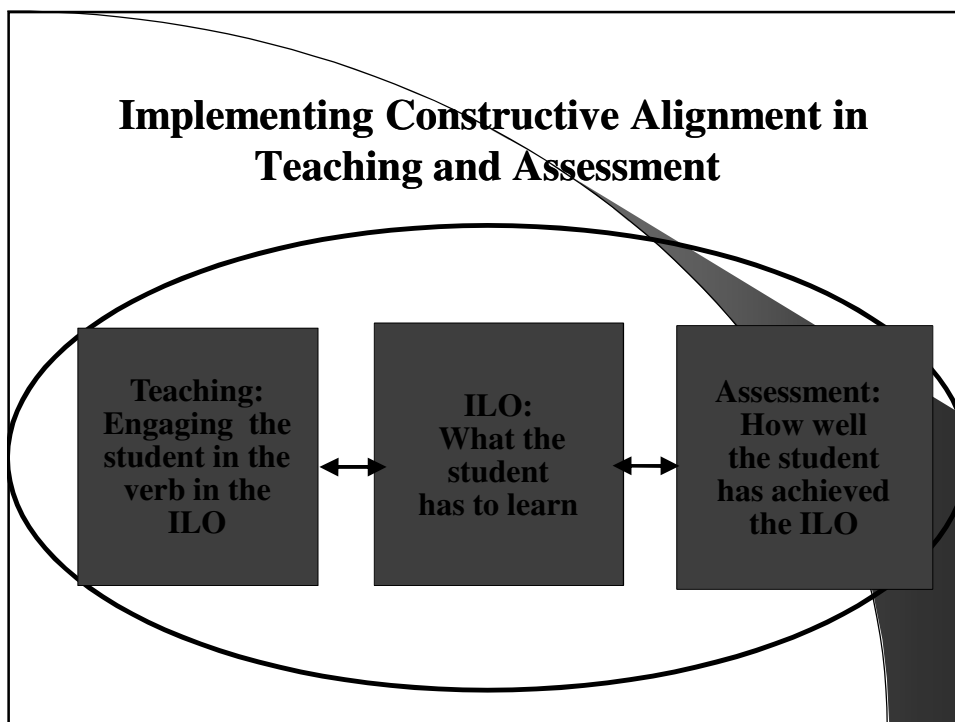 Implementing Constructive Alignment in
Teaching and Assessment
Teaching:
Engaging the
student in the
verb in the
ILO
ILO:
What the
student
has to learn
Assessment:
How well
the student
has achieved
the ILO